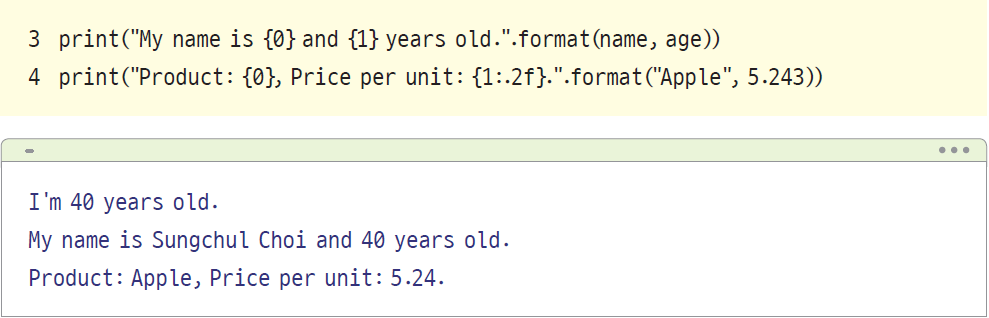 3 print("My name is {0} and {1} years old.".format(name, age))
4 print("Product: {0}, Price per unit: {1:.2f}.".format("Apple", 5.243))
I'm 40 years old.
My name is Sungchul Choi and 40 years old.
Product: Apple, Price per unit: 5.24.